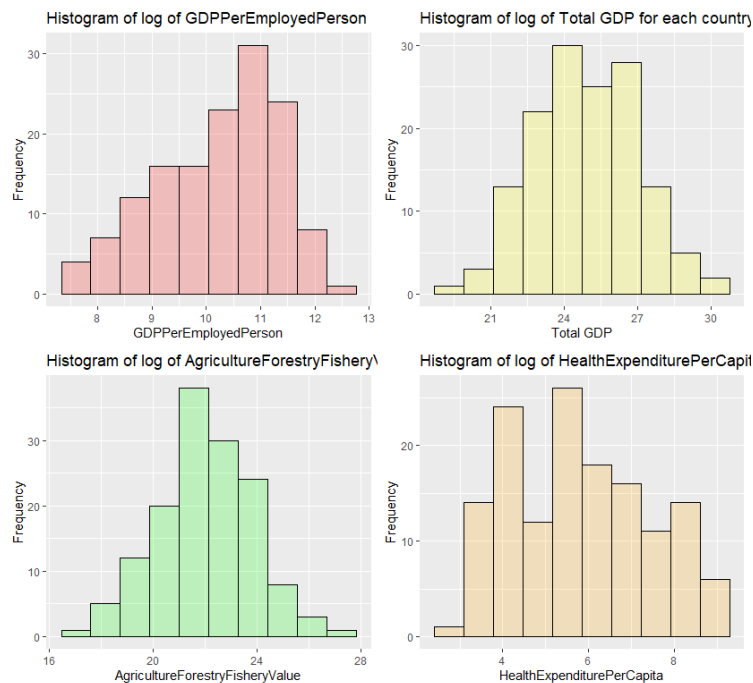 Histogram of log of GDPPerEmployedPerson
Frequency
30
20
10
0
8 9 10 11 12 13
GDPPerEmployedPerson
Histogram of log of Total GDP for each country
Frequency
30
20
10
0
21 24 27 30
Total GDP
Histogram of log of AgricultureForestryFisheryV
Frequency
30
20
10
0
16 20 24 28
AgricultureForestryFisheryValue
Histogram of log of HealthExpenditurePerCapit
Frequency
20
10
0
4 6 8
HealthExpenditurePerCapita